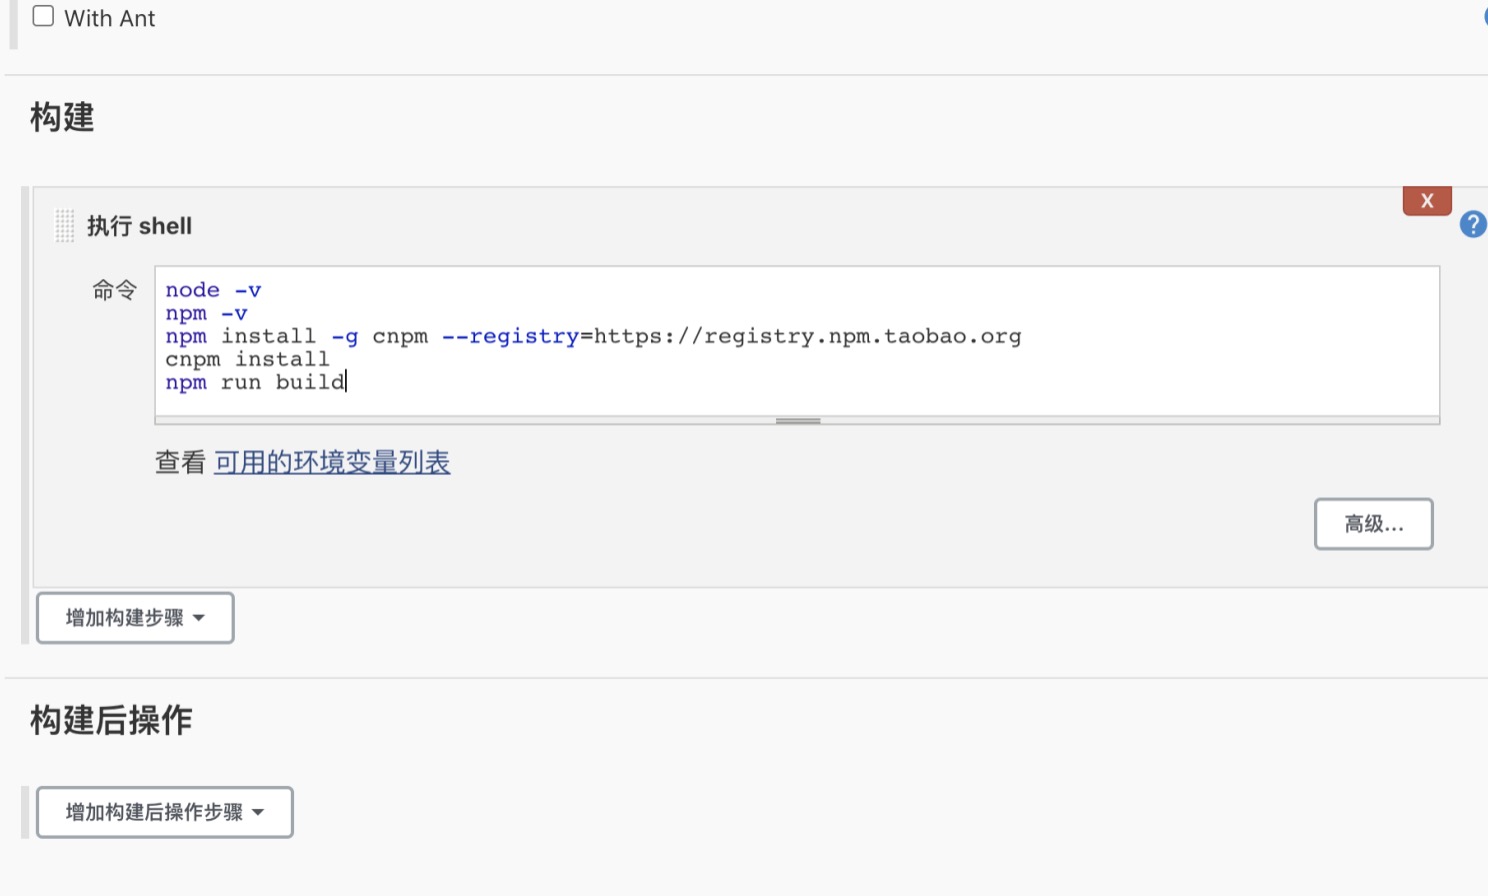 With Ant
构建
X
执行 shell
?
命令
node -v
npm -v
npm install -g cnpm --registry=https://registry.npm.taobao.org
cnpm install
npm run build
查看 可用的环境变量列表
高级...
增加构建步骤
构建后操作
增加构建后操作步骤